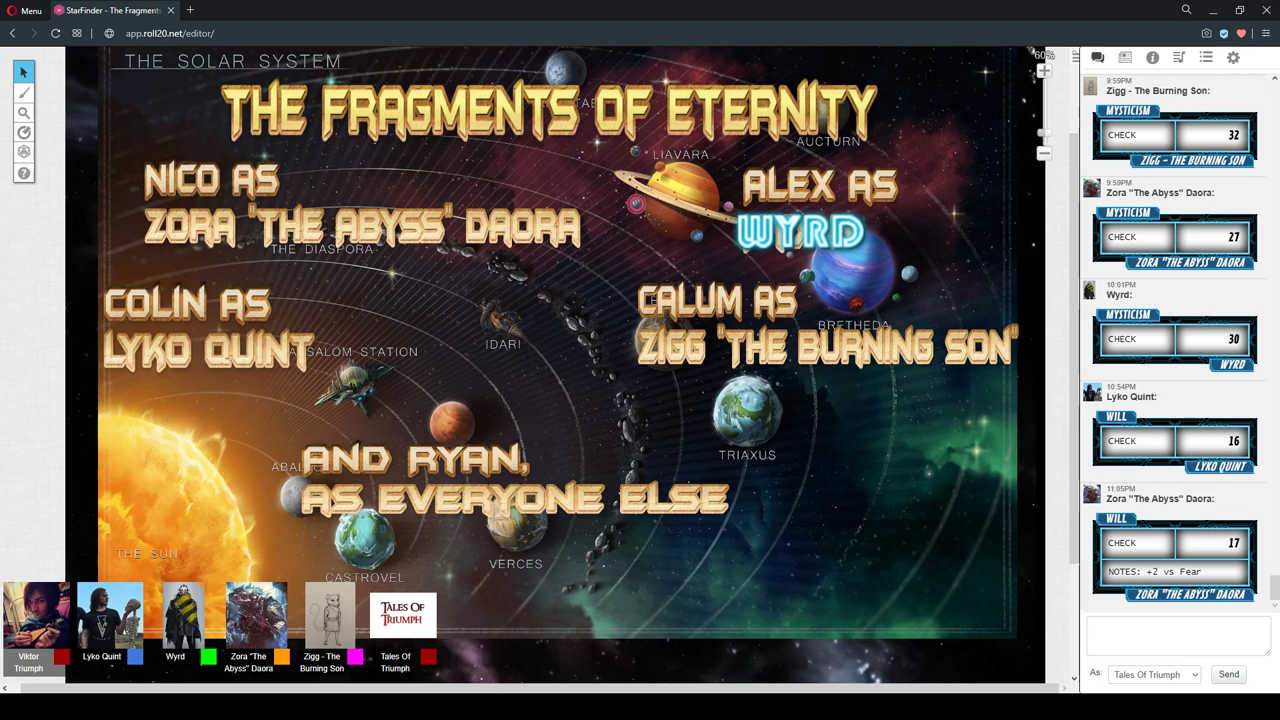 Menu
StarFinder - The Fragments
app.roll20.net/editor/
THE SOLAR SYSTEM
60%
THE FRAGMENTS OF ETERNITY
AUCTURN
LIAVARA
NICO AS
ZORA "THE ABYSS" DAORA
THE DIASPORA
ALEX AS
WYRD
COLIN AS
LYKO QUINT
ABSALOM STATION
IDARI
CALUM AS
ZIGG "THE BURNING SON"
BRETHEDA
TRIAXUS
AND RYAN,
AS EVERYONE ELSE
THE SUN
CASTROVEL
VERCES
Viktor Triumph
Lyko Quint
Wyrd
Zora "The Abyss" Daora
Zigg - The Burning Son
TALES OF
TRIUMPH
Tales Of Triumph
9:59PM
Zigg - The Burning Son:
MYSTICISM
CHECK 32
ZIGG - THE BURNING SON
9:59PM
Zora "The Abyss" Daora:
MYSTICISM
CHECK 27
ZORA "THE ABYSS" DAORA
10:01PM
Wyrd:
MYSTICISM
CHECK 30
WYRD
10:54PM
Lyko Quint:
WILL
CHECK 16
LYKO QUINT
11:05PM
Zora "The Abyss" Daora:
WILL
CHECK 17
NOTES: +2 vs Fear
ZORA "THE ABYSS" DAORA
As: Tales Of Triumph Send